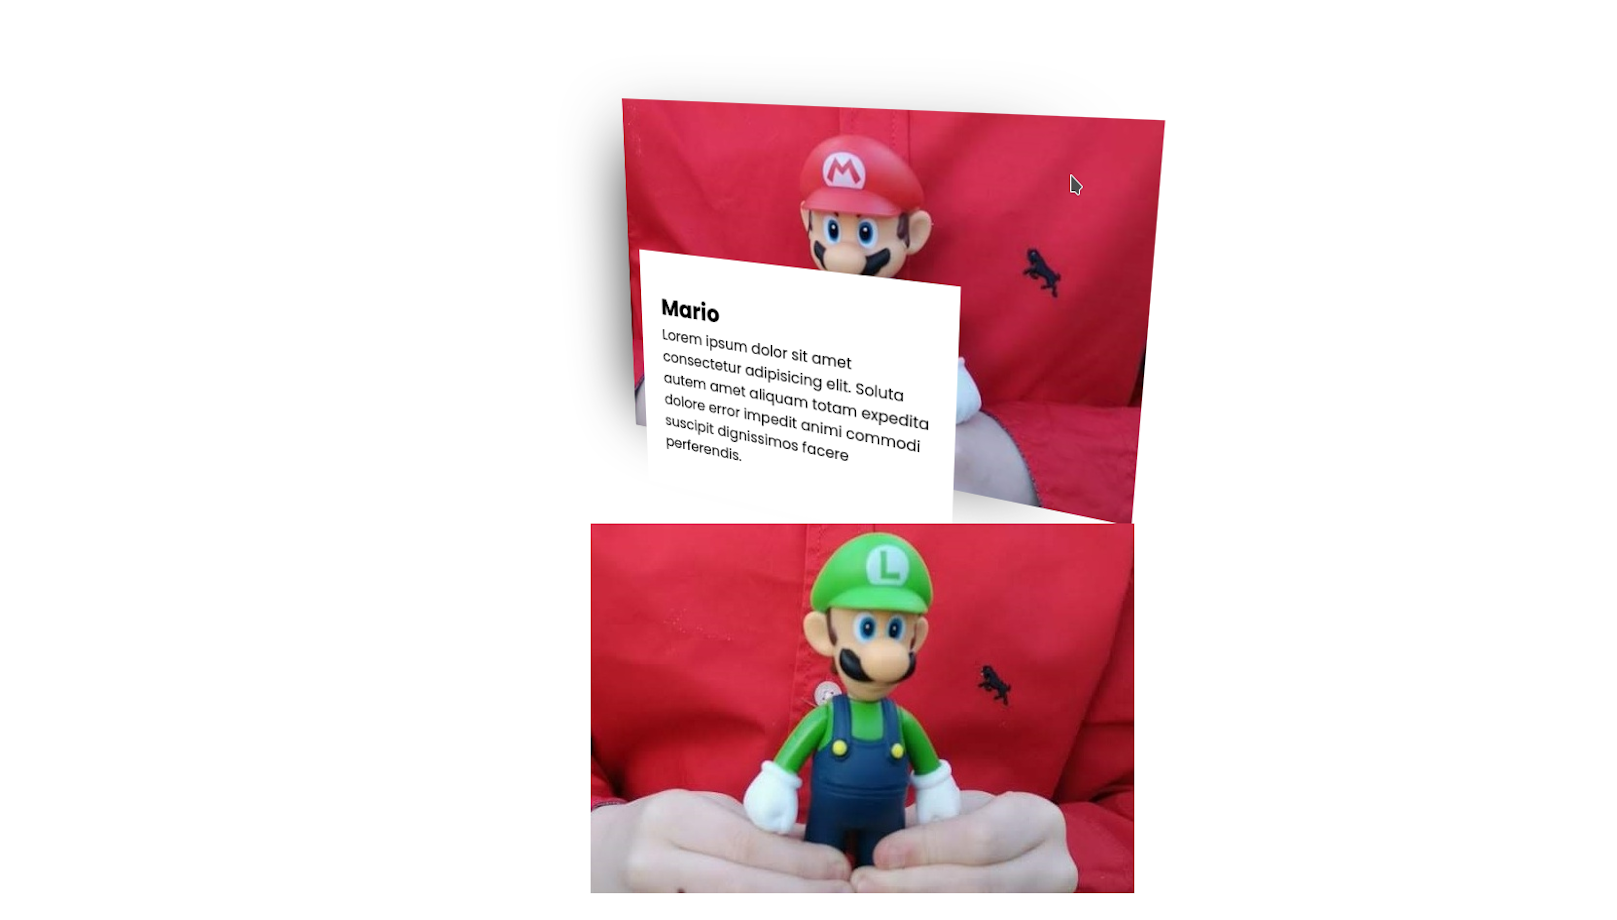 M
Mario
Lorem ipsum dolor sit amet
consectetur adipisicing elit. Soluta
autem amet aliquam totam expedita
dolore error impedit animi commodi
suscipit dignissimos facere
perferendis.
L